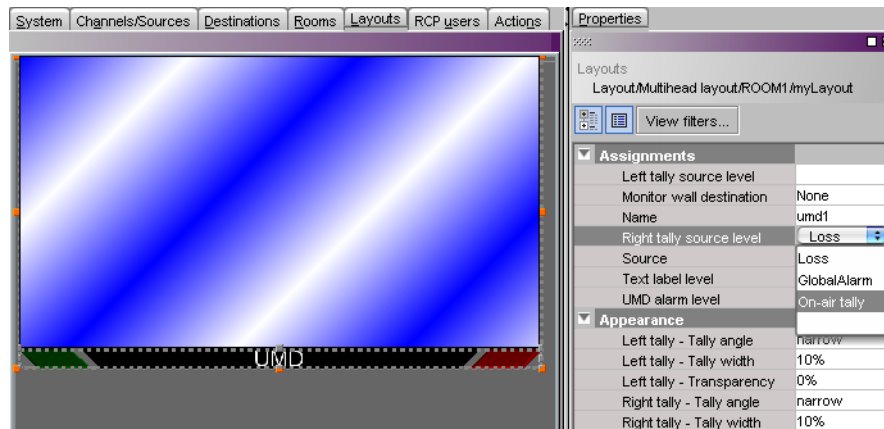 System Channels/Sources Destinations Rooms Layouts RCP users Actions
Properties
Layouts
Layout/Multihead layout/ROOM1/myLayout
View filters...
Assignments
Left tally source level
Monitor wall destination None
Name umd1
Right tally source level Loss
Source Loss
Text label level GlobalAlarm
UMD alarm level On-air tally
Appearance
Left tally - Tally angle narrow
Left tally - Tally width 10%
Left tally - Transparency 0%
Right tally - Tally angle narrow
Right tally - Tally width 10%
UMD